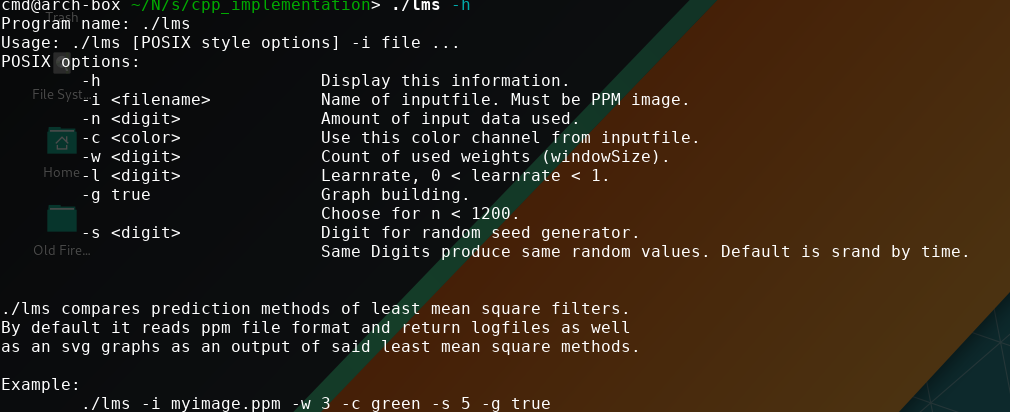 cmd@arch-box ~/N/s/cpp_implementation> ./lms -h
Program name: ./lms
Trash
Usage: ./lms [POSIX style options] -i file ...
POSIX options:
-h Display this information.
File Syst...
-i <filename> Name of inputfile. Must be PPM image.
-n <digit> Amount of input data used.
-c <color> Use this color channel from inputfile.
-w <digit> Count of used weights (windowSize).
Home
-l <digit> Learnrate, 0 < learnrate < 1.
-g true Graph building.
Choose for n < 1200.
-s <digit> Digit for random seed generator.
Old Fire...
Same Digits produce same random values. Default is srand by time.
./lms compares prediction methods of least mean square filters.
By default it reads ppm file format and return logfiles as well
as an svg graphs as an output of said least mean square methods.
Example:
./lms -i myimage.ppm -w 3 -c green -s 5 -g true